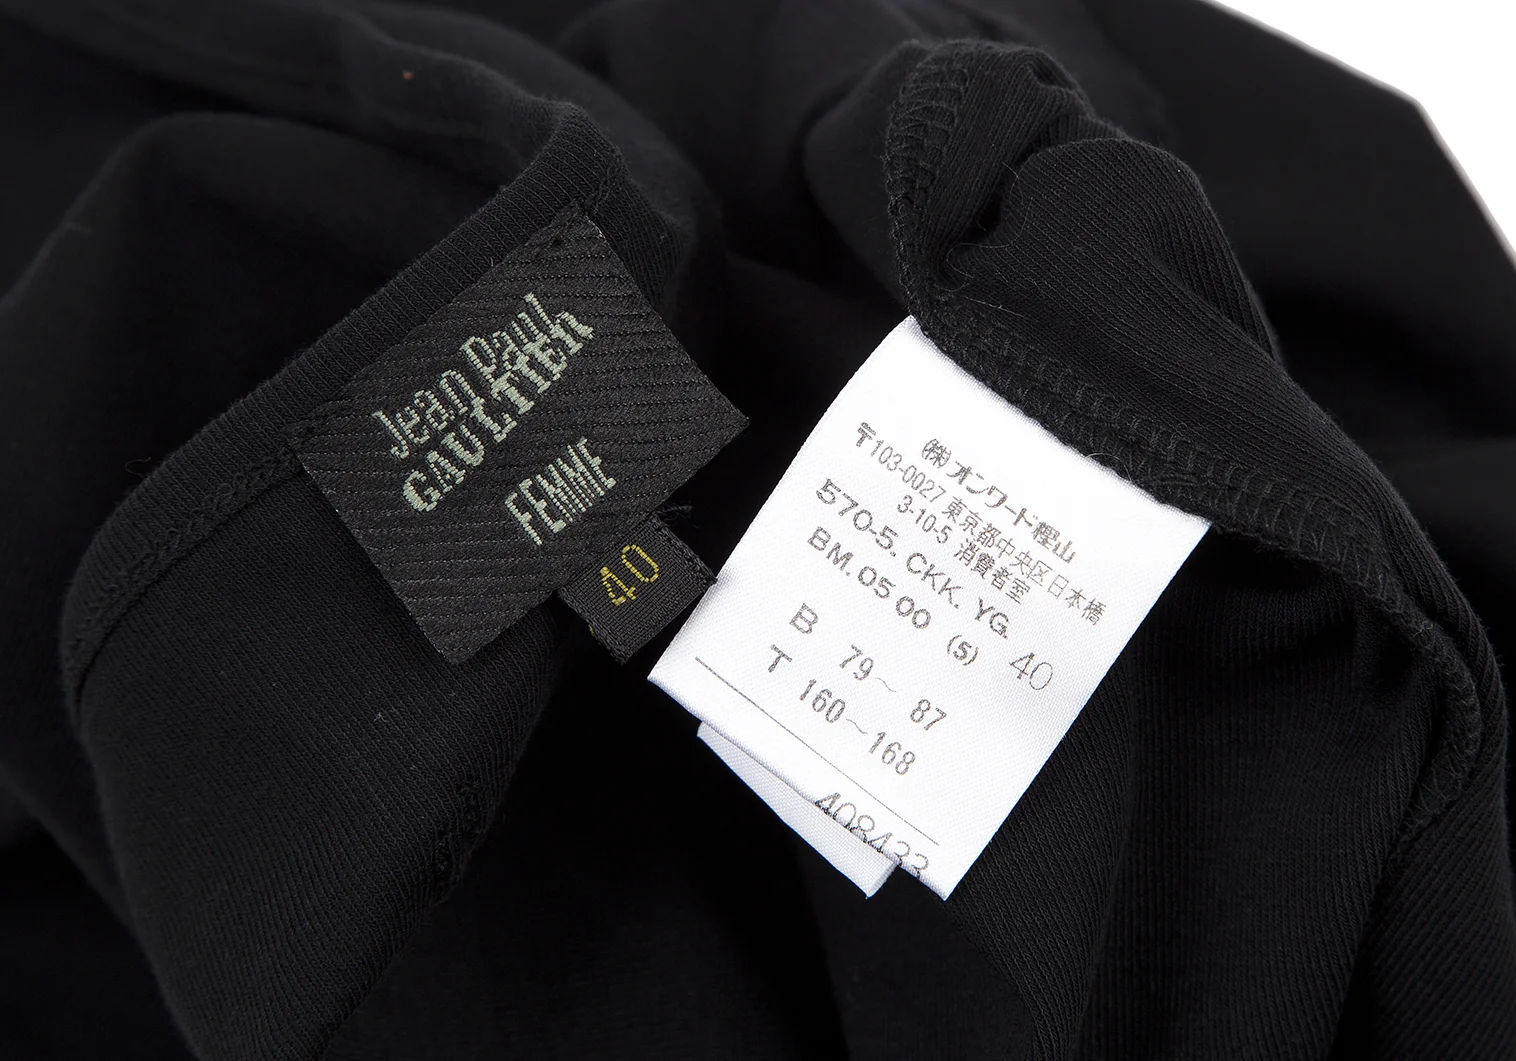 Jean Paul
GAULTIER
FEMME
40
(株)オンワード樫山
〒103-0027 東京都中央区日本橋
3-10-5 消費者室
570-5. CKK. YG.
BM.05 00 (S) 40
B 79～ 87
T 160～168
408433